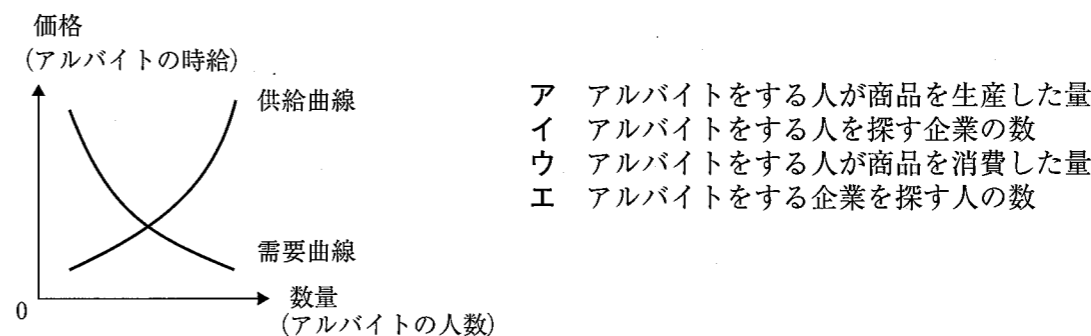 価格
(アルバイトの時給)
供給曲線
需要曲線
0
数量
(アルバイトの人数)
ア アルバイトをする人が商品を生産した量
イ アルバイトをする人を探す企業の数
ウ アルバイトをする人が商品を消費した量
エ アルバイトをする企業を探す人の数